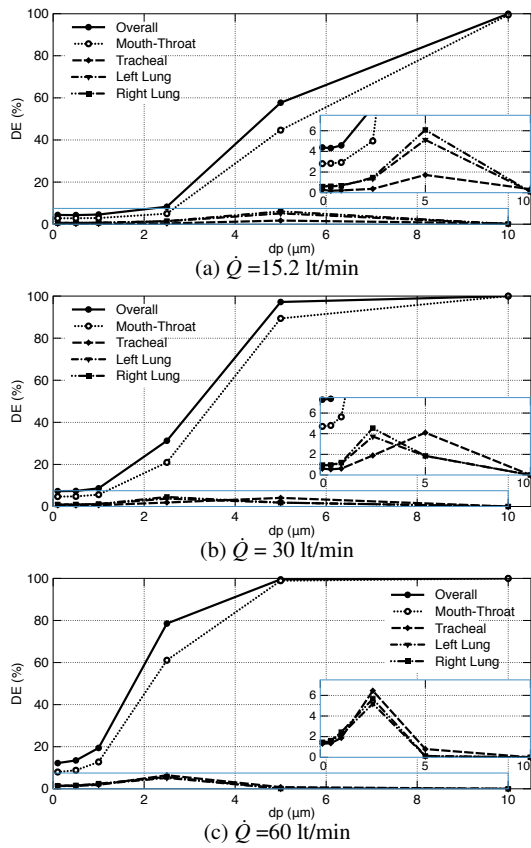 100
80
60
40
20
0
DE (%)
Overall
Mouth-Throat
Tracheal
Left Lung
Right Lung
6
4
2
0
0 5 10
0 2 4 6 8 10
dp (µm)
(a) Q̇ =15.2 lt/min
100
80
60
40
20
0
DE (%)
Overall
Mouth-Throat
Tracheal
Left Lung
Right Lung
6
4
2
0
0 5 10
0 2 4 6 8 10
dp (µm)
(b) Q̇ = 30 lt/min
100
80
60
40
20
0
DE (%)
Overall
Mouth-Throat
Tracheal
Left Lung
Right Lung
6
4
2
0
0 5 10
0 2 4 6 8 10
dp (µm)
(c) Q̇ =60 lt/min